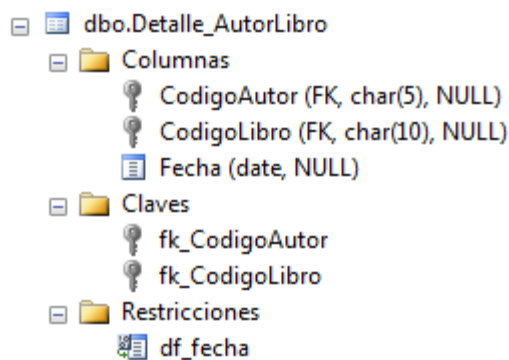 dbo.Detalle_AutorLibro
Columnas
CodigoAutor (FK, char(5), NULL)
CodigoLibro (FK, char(10), NULL)
Fecha (date, NULL)
Claves
fk_CodigoAutor
fk_CodigoLibro
Restricciones
df_fecha